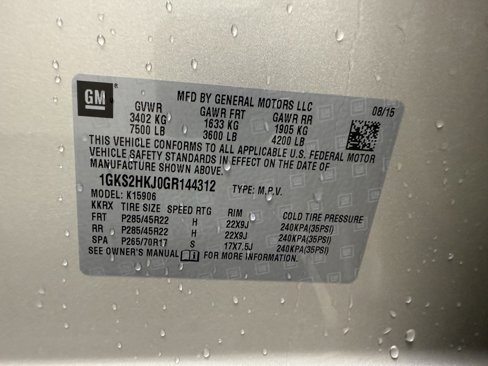 GM
MFD BY GENERAL MOTORS LLC
08/15
GVWR GAWR FRT GAWR RR
3402 KG 1633 KG 1905 KG
7500 LB 3600 LB 4200 LB
THIS VEHICLE CONFORMS TO ALL APPLICABLE U.S. FEDERAL MOTOR
VEHICLE SAFETY STANDARDS IN EFFECT ON THE DATE OF
MANUFACTURE SHOWN ABOVE.
1GKS2HKJ0GR144312 TYPE: M.P.V.
MODEL: K15906
KKRX TIRE SIZE SPEED RTG RIM COLD TIRE PRESSURE
FRT P285/45R22 H 22X9J 240KPA(35PSI)
RR P285/45R22 H 22X9J 240KPA(35PSI)
SPA P265/70R17 S 17X7.5J 240KPA(35PSI)
SEE OWNER'S MANUAL FOR MORE INFORMATION.